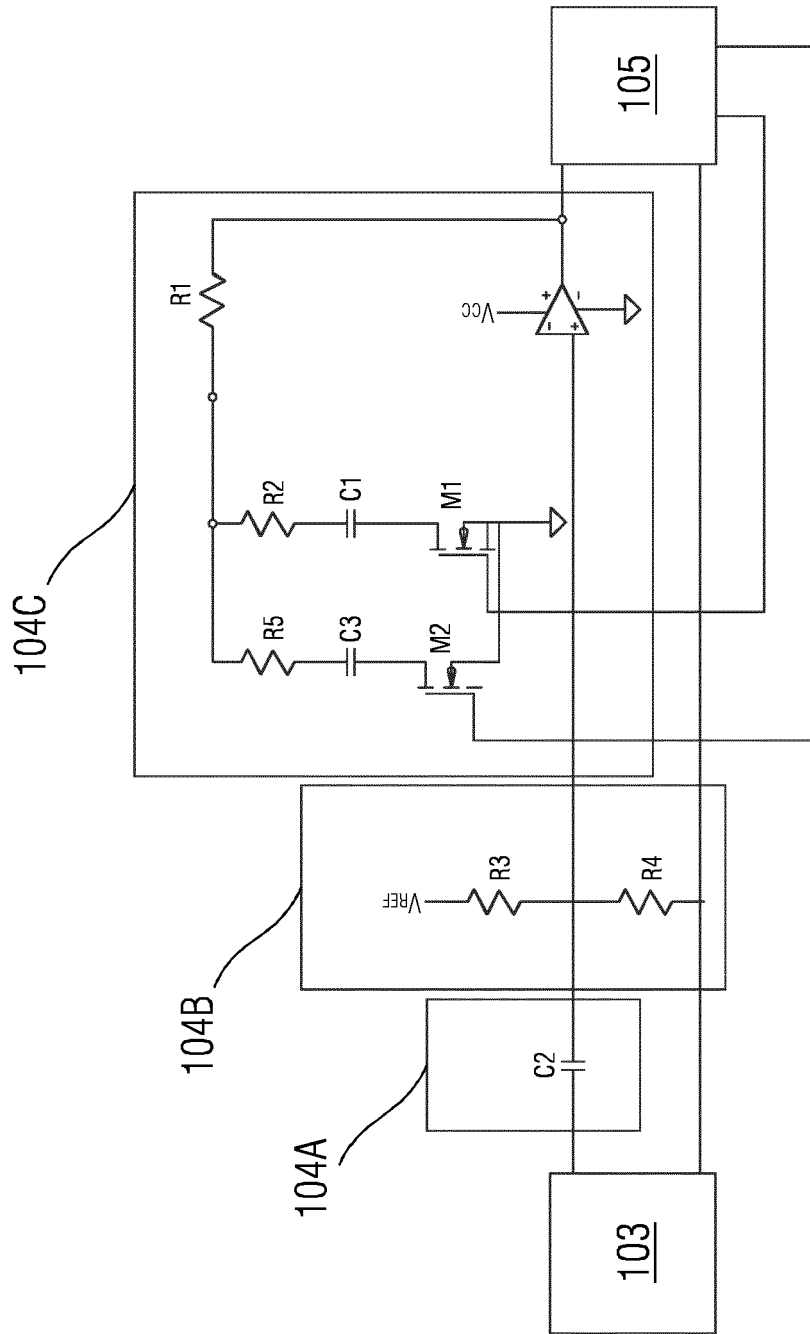 104C
R1
105
R2
C1
M1
VCC
+
−
−
+
R5
C3
M2
104B
VREF
R3
R4
104A
C2
103